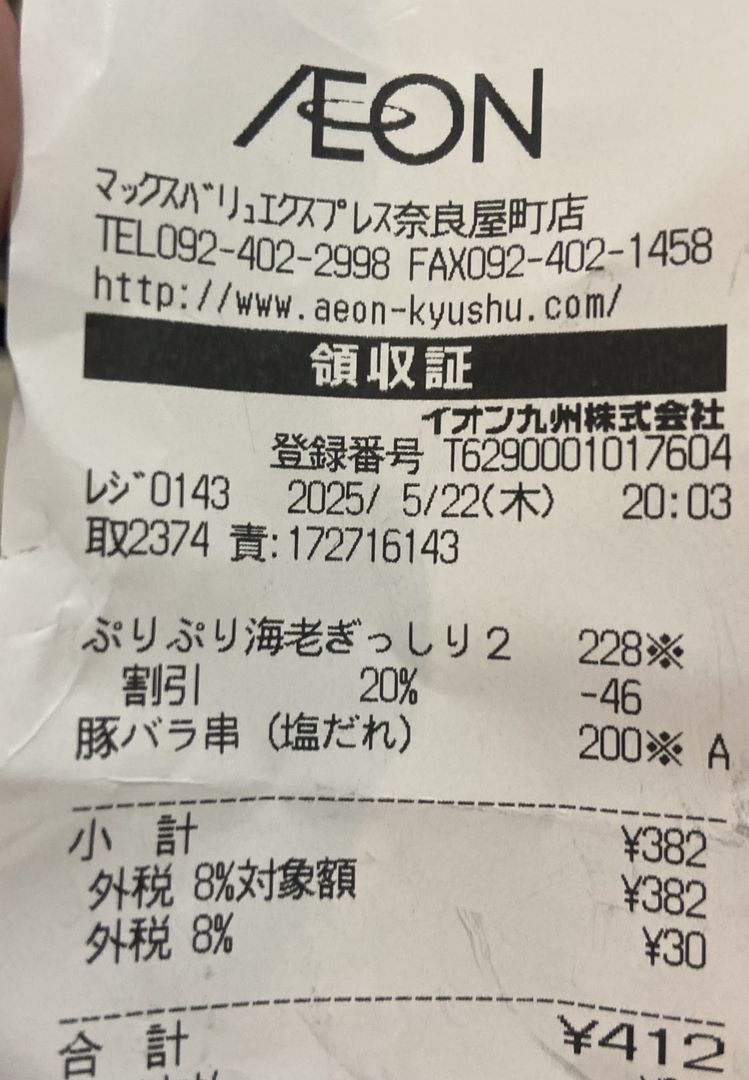 ÆON
マックスバリュエクスプレス奈良屋町店
TEL092-402-2998 FAX092-402-1458
http://www.aeon-kyushu.com/
領収証
イオン九州株式会社
登録番号 T6290001017604
レジ0143 2025/ 5/22(木) 20:03
取2374 責:172716143
ぷりぷり海老ぎっしり2 228※
割引 20% -46
豚バラ串(塩だれ) 200※ A
小 計 ¥382
外税 8%対象額 ¥382
外税 8% ¥30
合 計 ¥412